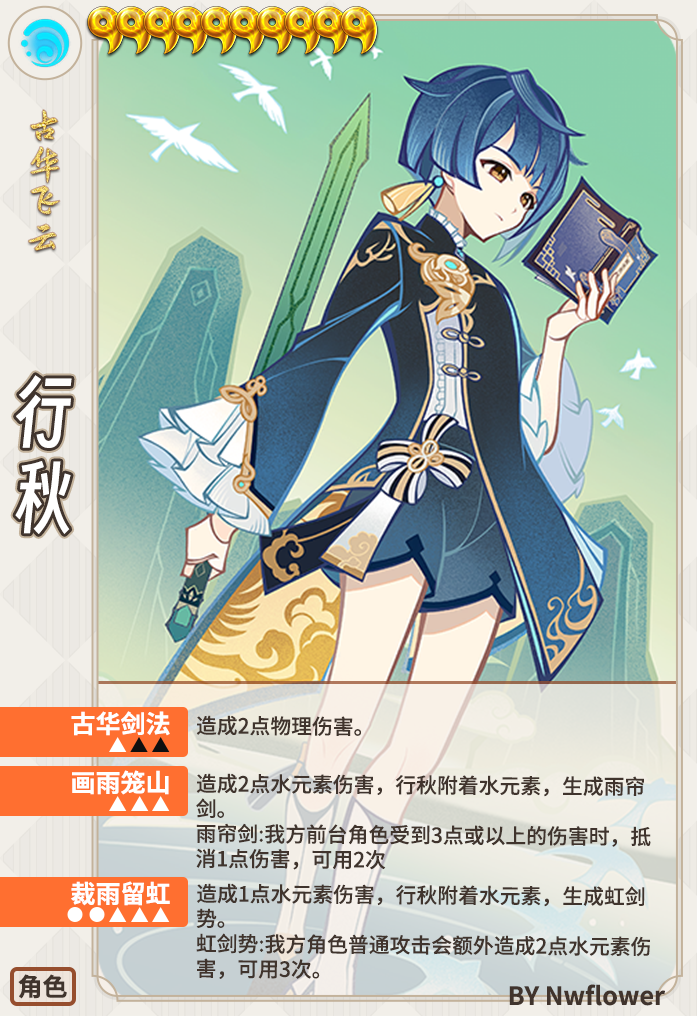 古华飞云
行秋
古华剑法
造成2点物理伤害。
画雨笼山
造成2点水元素伤害，行秋附着水元素，生成雨帘
剑。
雨帘剑:我方前台角色受到3点或以上的伤害时，抵
消1点伤害，可用2次
裁雨留虹
造成1点水元素伤害，行秋附着水元素，生成虹剑
势。
虹剑势:我方角色普通攻击会额外造成2点水元素伤
害，可用3次。
角色
BY Nwflower